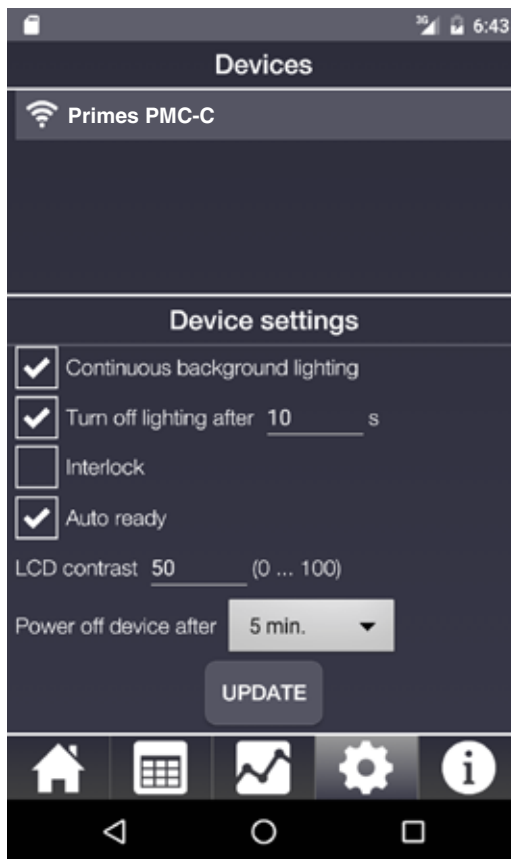 3G 6:43
Devices
Primes PMC-C
Device settings
Continuous background lighting
Turn off lighting after 10 s
Interlock
Auto ready
LCD contrast 50 (0 ... 100)
Power off device after 5 min.
UPDATE
i